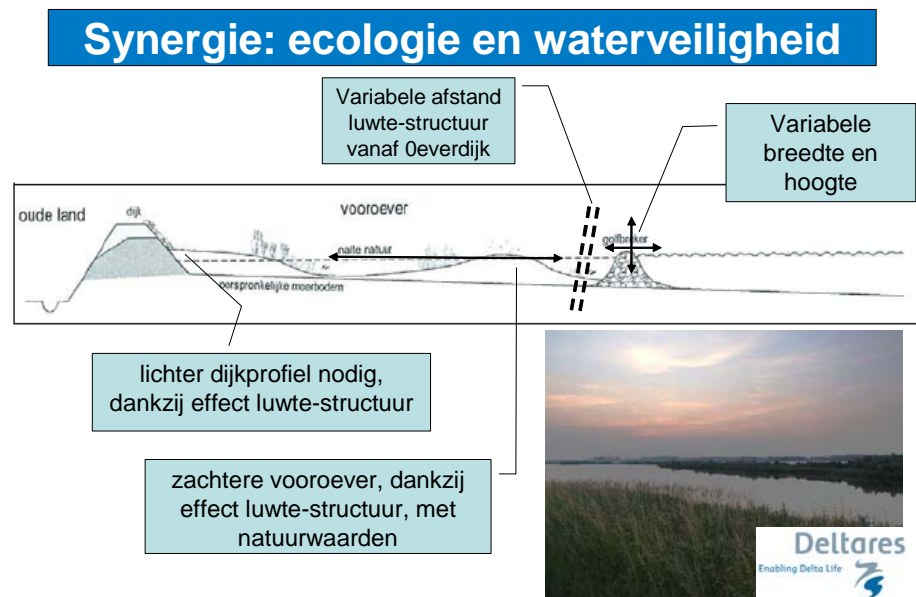 Synergie: ecologie en waterveiligheid
Variabele afstand
luwte-structuur
vanaf 0everdijk
Variabele
breedte en
hoogte
oude land
dijk
vooroever
natte natuur
golfbreker
oorspronkelijke meerbodem
lichter dijkprofiel nodig,
dankzij effect luwte-structuur
zachtere vooroever, dankzij
effect luwte-structuur, met
natuurwaarden
Deltares
Enabling Delta Life